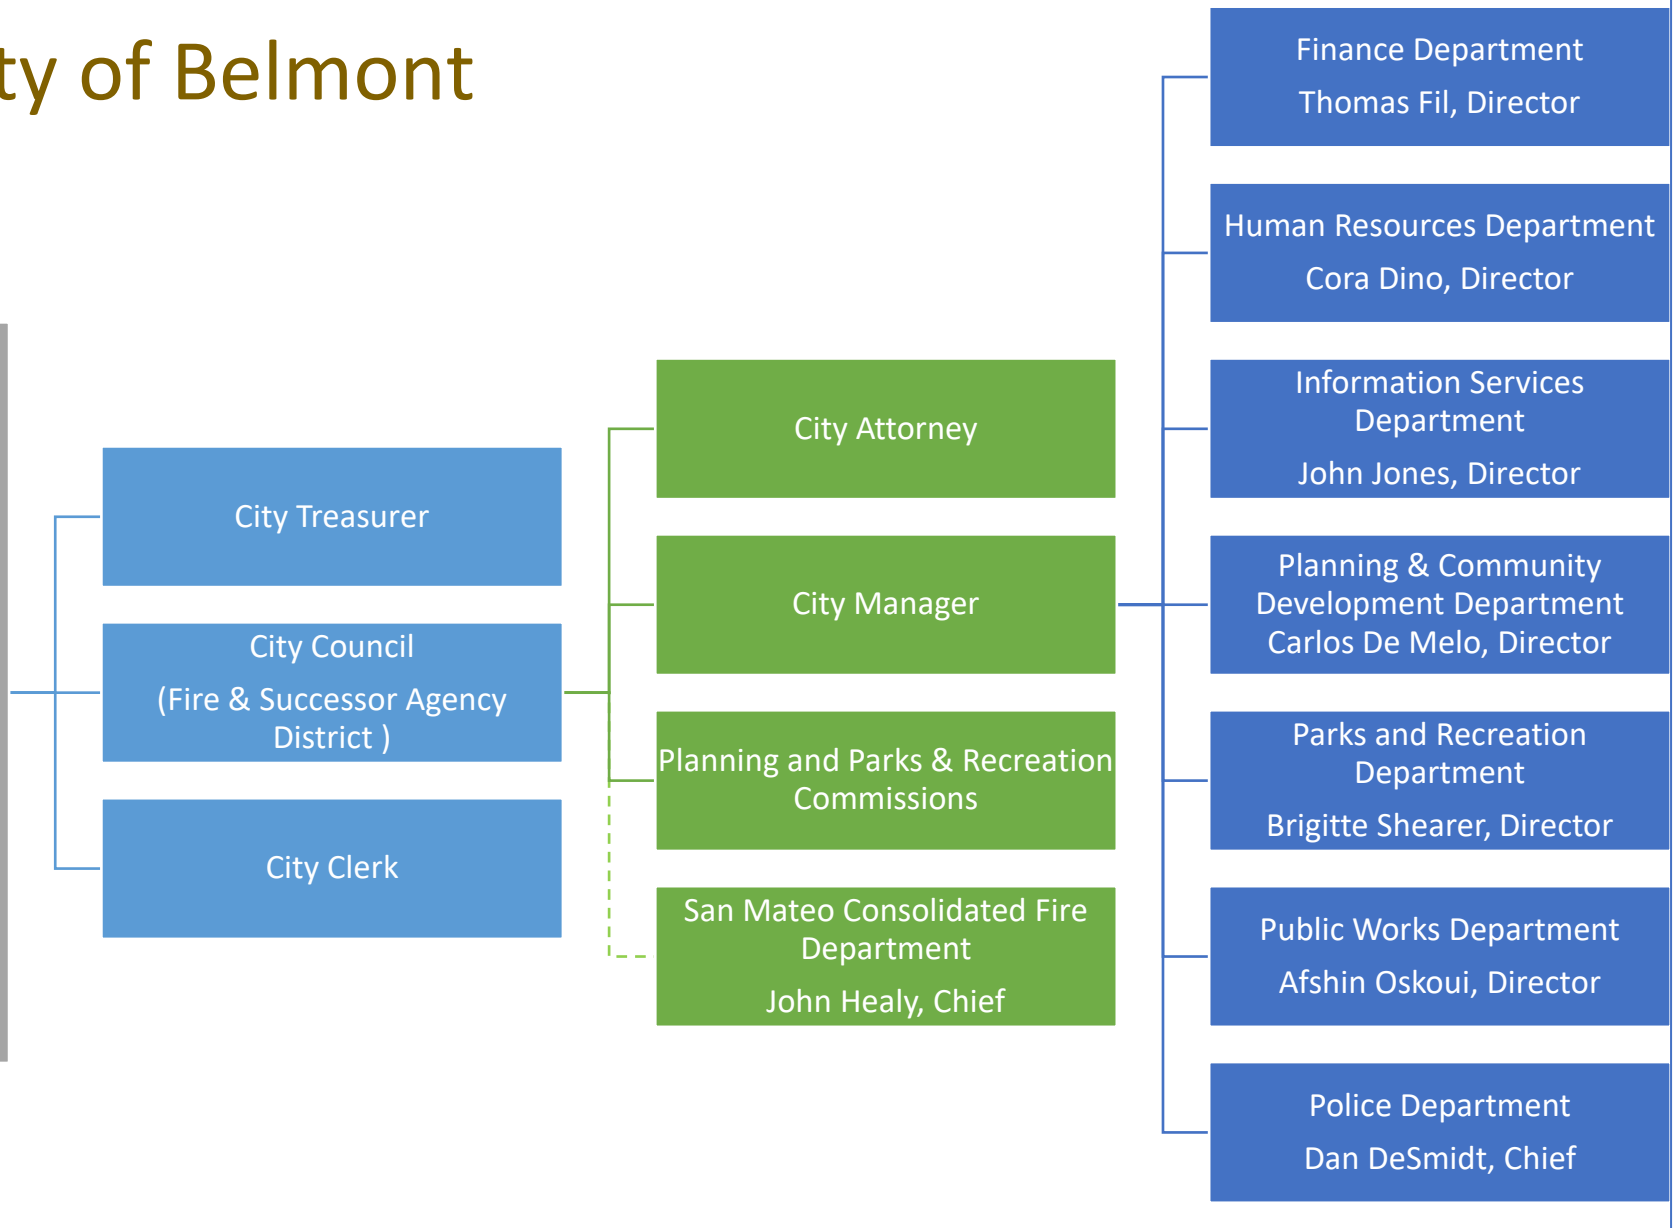 ty of Belmont
City Treasurer
City Council
(Fire & Successor Agency
District )
City Clerk
City Attorney
City Manager
Planning and Parks & Recreation
Commissions
San Mateo Consolidated Fire
Department
John Healy, Chief
Finance Department
Thomas Fil, Director
Human Resources Department
Cora Dino, Director
Information Services
Department
John Jones, Director
Planning & Community
Development Department
Carlos De Melo, Director
Parks and Recreation
Department
Brigitte Shearer, Director
Public Works Department
Afshin Oskoui, Director
Police Department
Dan DeSmidt, Chief